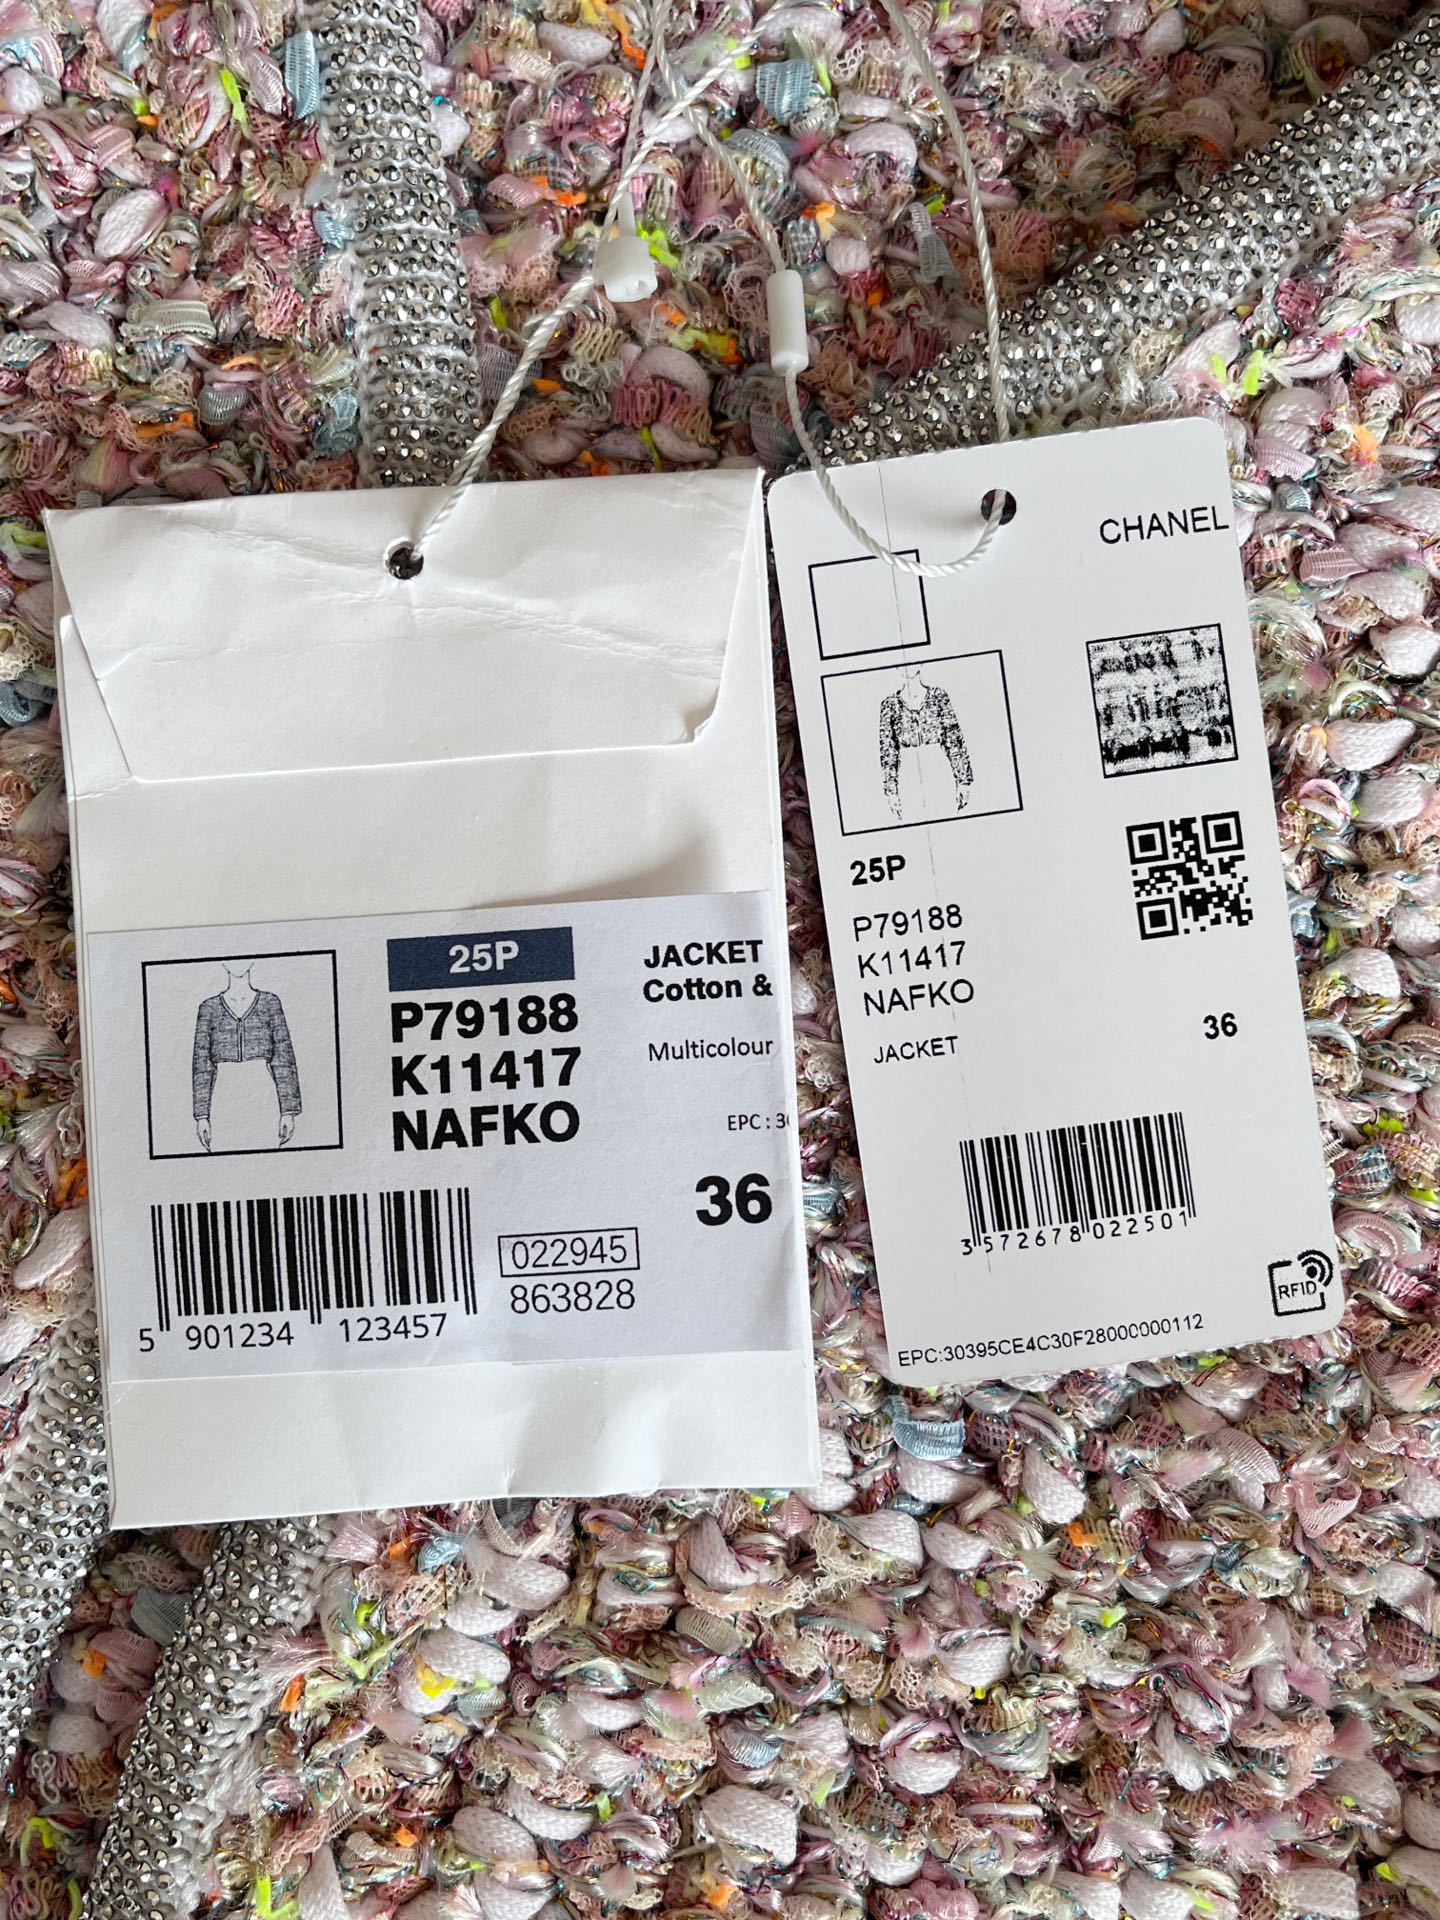 25P
P79188
K11417
NAFKO
JACKET
Cotton &
Multicolour
EPC : 3
36
5 901234 123457
022945
863828
CHANEL
25P
P79188
K11417
NAFKO
JACKET
36
3 572678 022501
RFID
EPC:30395CE4C30F28000000112